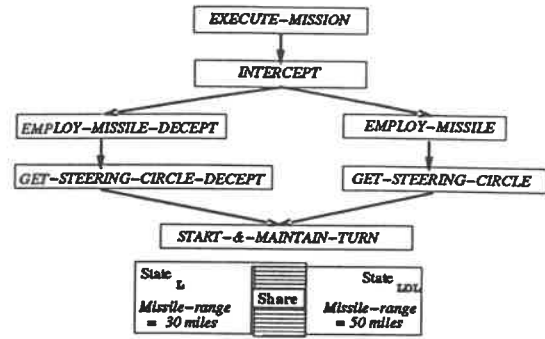 EXECUTE-MISSION
INTERCEPT
EMPLOY-MISSILE-DECEPT
EMPLOY-MISSILE
GET-STEERING-CIRCLE-DECEPT
GET-STEERING-CIRCLE
START-&-MAINTAIN-TURN
State L
Share
State LDL
Missile-range
= 30 miles
Missile-range
= 50 miles